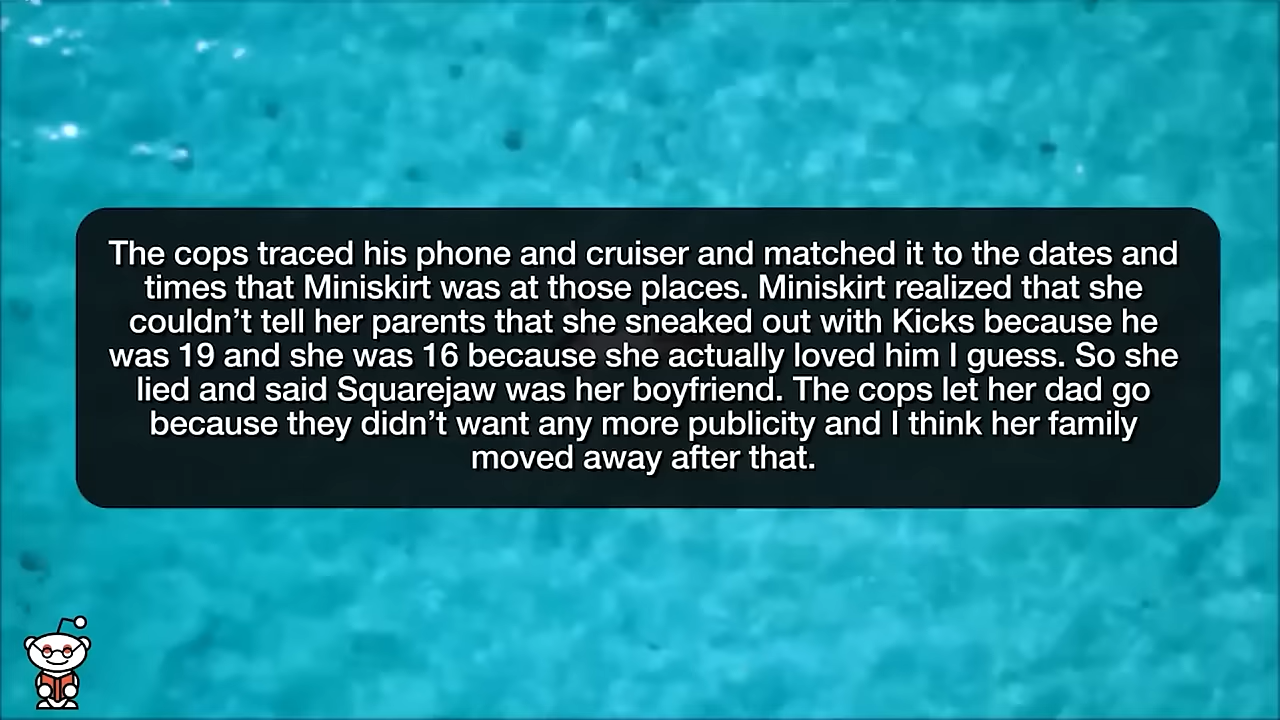 The cops traced his phone and cruiser and matched it to the dates and
times that Miniskirt was at those places. Miniskirt realized that she
couldn’t tell her parents that she sneaked out with Kicks because he
was 19 and she was 16 because she actually loved him I guess. So she
lied and said Squarejaw was her boyfriend. The cops let her dad go
because they didn’t want any more publicity and I think her family
moved away after that.